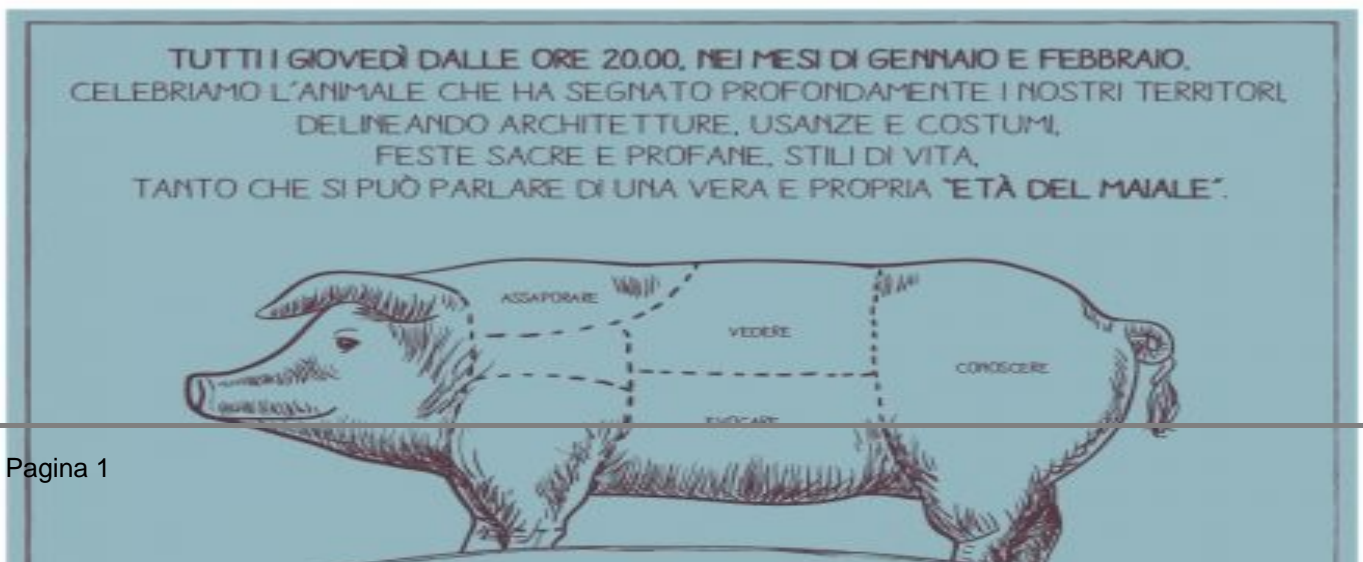 TUTTI I GIOVEDÌ DALLE ORE 20.00, NEI MESI DI GENNAIO E FEBBRAIO.
CELEBRIAMO L'ANIMALE CHE HA SEGNATO PROFONDAMENTE I NOSTRI TERRITORI,
DELINEANDO ARCHITETTURE, USANZE E COSTUMI,
FESTE SACRE E PROFANE, STILI DI VITA,
TANTO CHE SI PUÒ PARLARE DI UNA VERA E PROPRIA "ETÀ DEL MAIALE".
ASSAPORARE
VEDERE
CONOSCERE
EVOCARE
Pagina 1